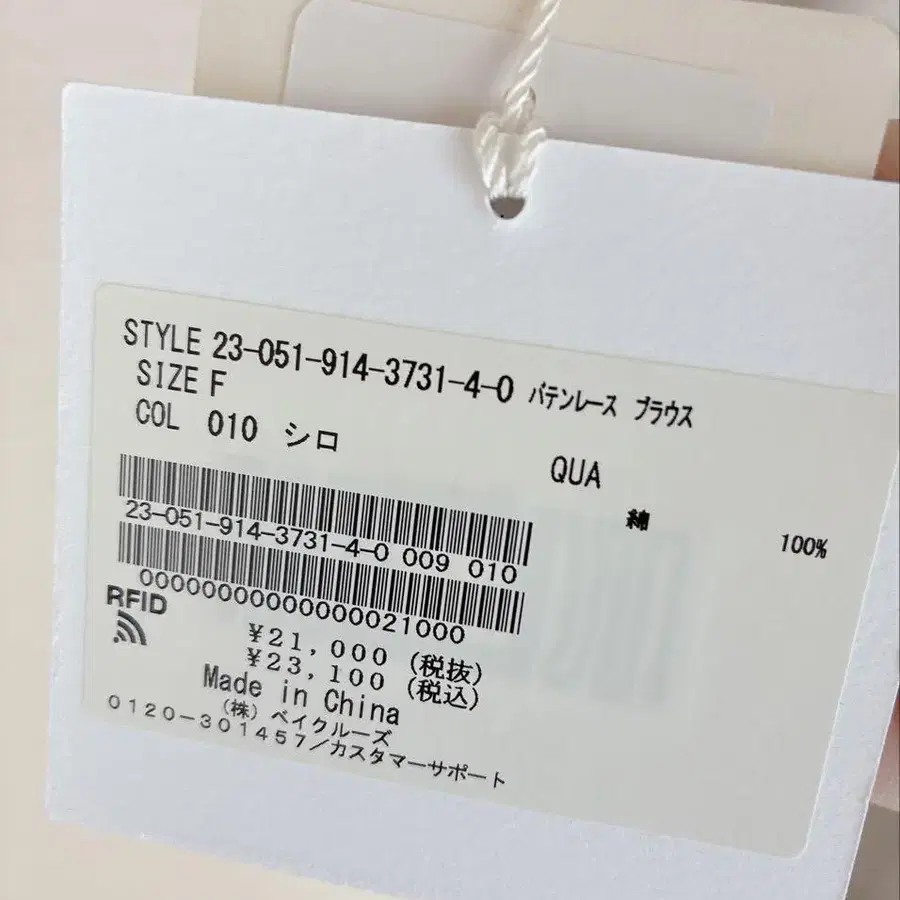 STYLE 23-051-914-3731-4-0 バテンレース ブラウス
SIZE F
COL 010 シロ
QUA
綿 100%
23-051-914-3731-4-0 009 010
00000000000000021000
RFID
¥21,000 (税抜)
¥23,100 (税込)
Made in China
(株) ベイクルーズ
0120-301457/カスタマーサポート